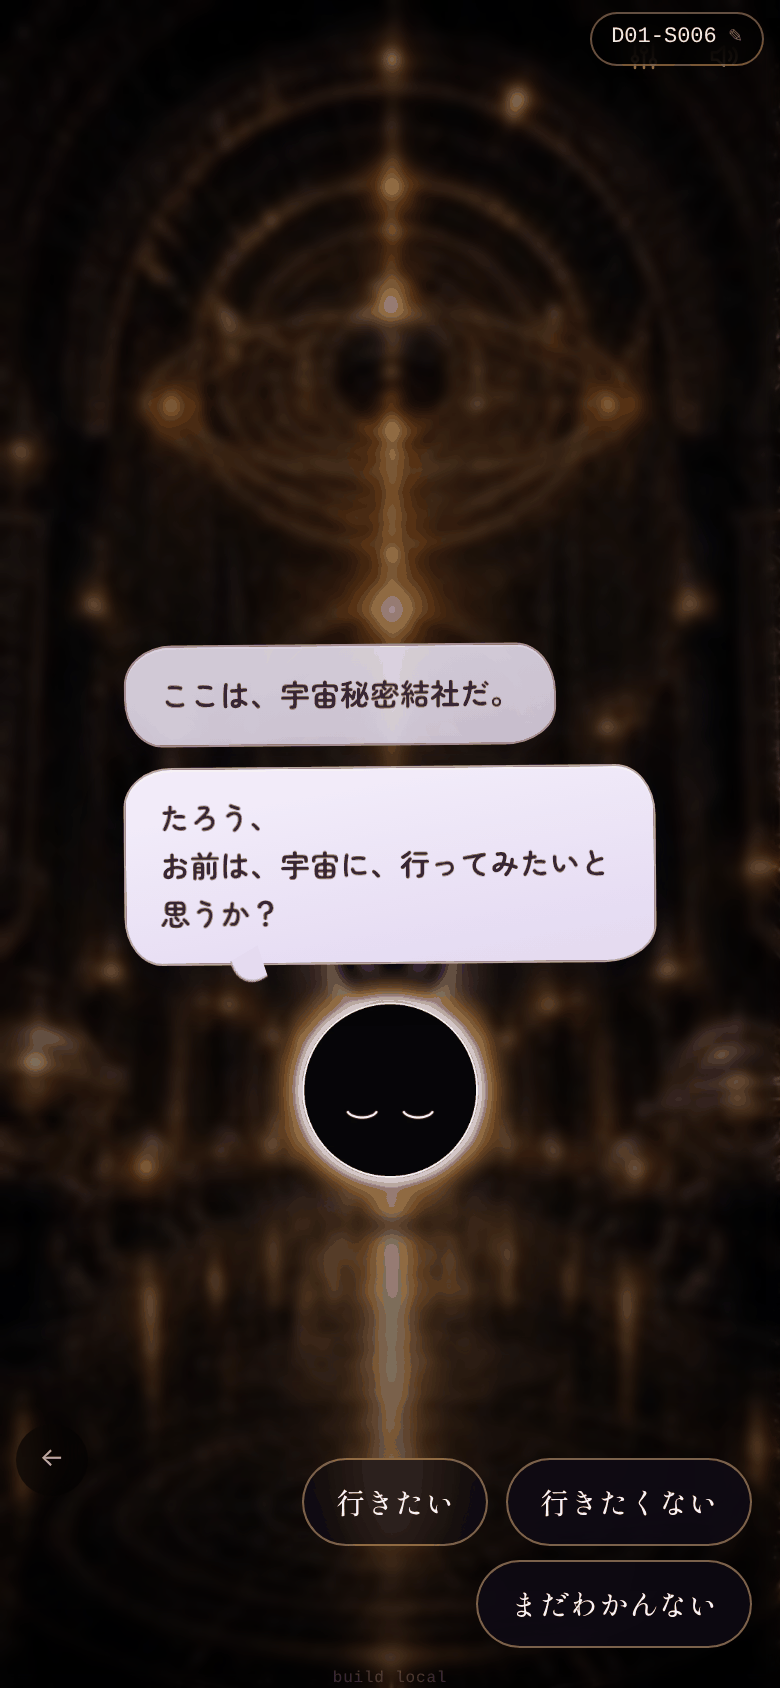 D01-S006 ✎
ここは、宇宙秘密結社だ。
たろう、
お前は、宇宙に、行ってみたいと
思うか？
←
行きたい
行きたくない
まだわかんない
build local